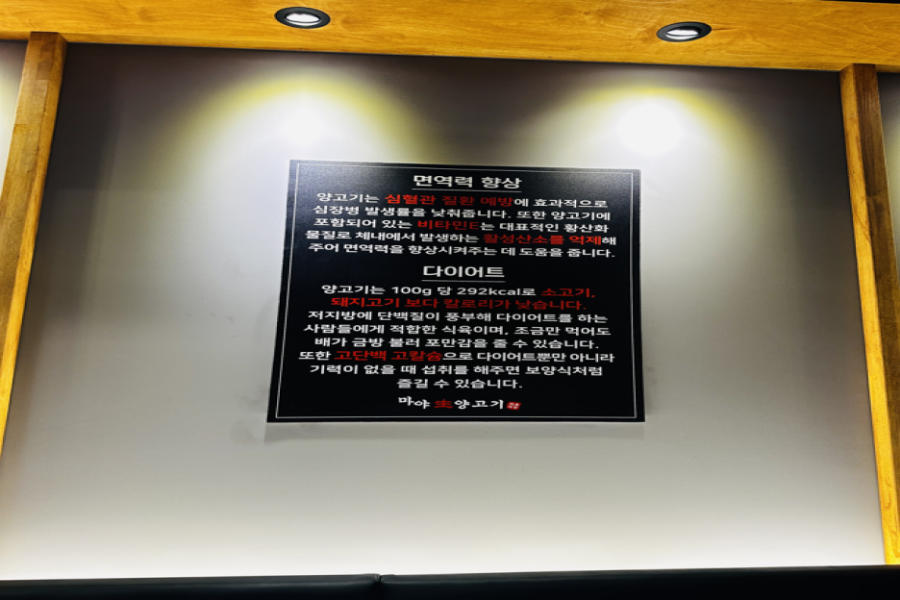 면역력 향상
양고기는 심혈관 질환 예방에 효과적으로
심장병 발생률을 낮춰줍니다. 또한 양고기에
포함되어 있는 비타민E는 대표적인 황산화
물질로 체내에서 발생하는 활성산소를 억제해
주어 면역력을 향상시켜주는 데 도움을 줍니다.
다이어트
양고기는 100g 당 292kcal로 소고기,
돼지고기 보다 칼로리가 낮습니다.
저지방에 단백질이 풍부해 다이어트를 하는
사람들에게 적합한 식육이며, 조금만 먹어도
배가 금방 불러 포만감을 줄 수 있습니다.
또한 고단백 고칼슘으로 다이어트뿐만 아니라
기력이 없을 때 섭취를 해주면 보양식처럼
즐길 수 있습니다.
마야 生양고기